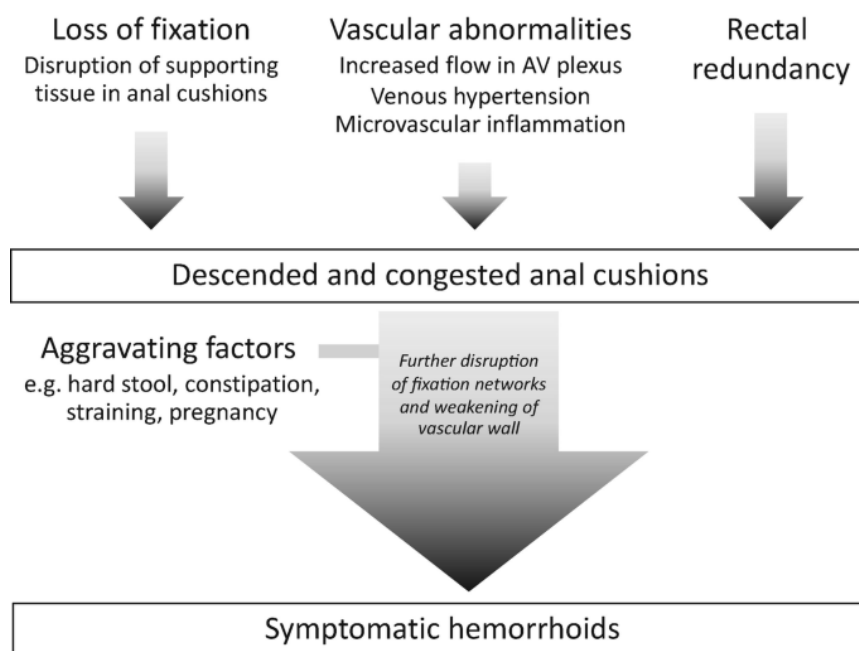 Loss of fixation
Disruption of supporting
tissue in anal cushions
Vascular abnormalities
Increased flow in AV plexus
Venous hypertension
Microvascular inflammation
Rectal
redundancy
Descended and congested anal cushions
Aggravating factors
e.g. hard stool, constipation,
straining, pregnancy
Further disruption
of fixation networks
and weakening of
vascular wall
Symptomatic hemorrhoids